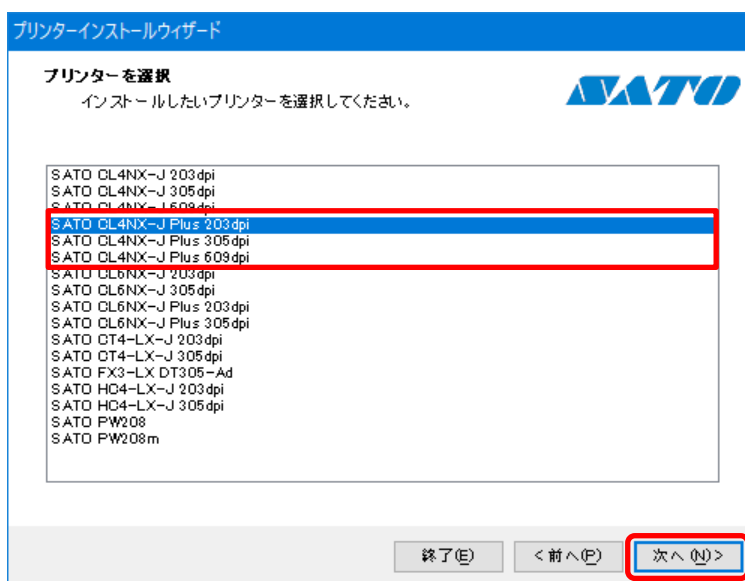 プリンターインストールウィザード
プリンターを選択
インストールしたいプリンターを選択してください。
SATO
SATO CL4NX-J 203dpi
SATO CL4NX-J 305dpi
SATO CL4NX-J 609dpi
SATO CL4NX-J Plus 203dpi
SATO CL4NX-J Plus 305dpi
SATO CL4NX-J Plus 609dpi
SATO CL6NX-J 203dpi
SATO CL6NX-J 305dpi
SATO CL6NX-J Plus 203dpi
SATO CL6NX-J Plus 305dpi
SATO CT4-LX-J 203dpi
SATO CT4-LX-J 305dpi
SATO FX3-LX DT305-Ad
SATO HC4-LX-J 203dpi
SATO HC4-LX-J 305dpi
SATO PW208
SATO PW208m
終了(E) <前へ(P) 次へ(N)>